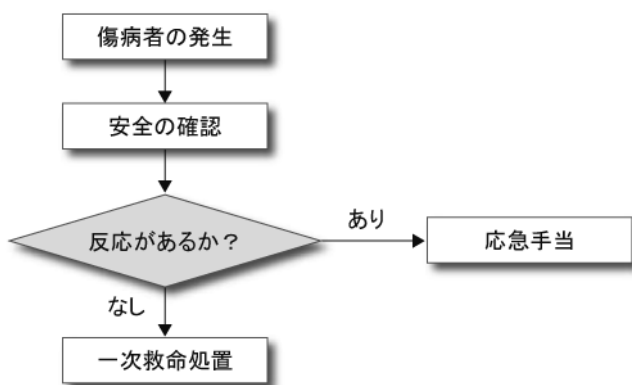 傷病者の発生
安全の確認
反応があるか？
あり
応急手当
なし
一次救命処置